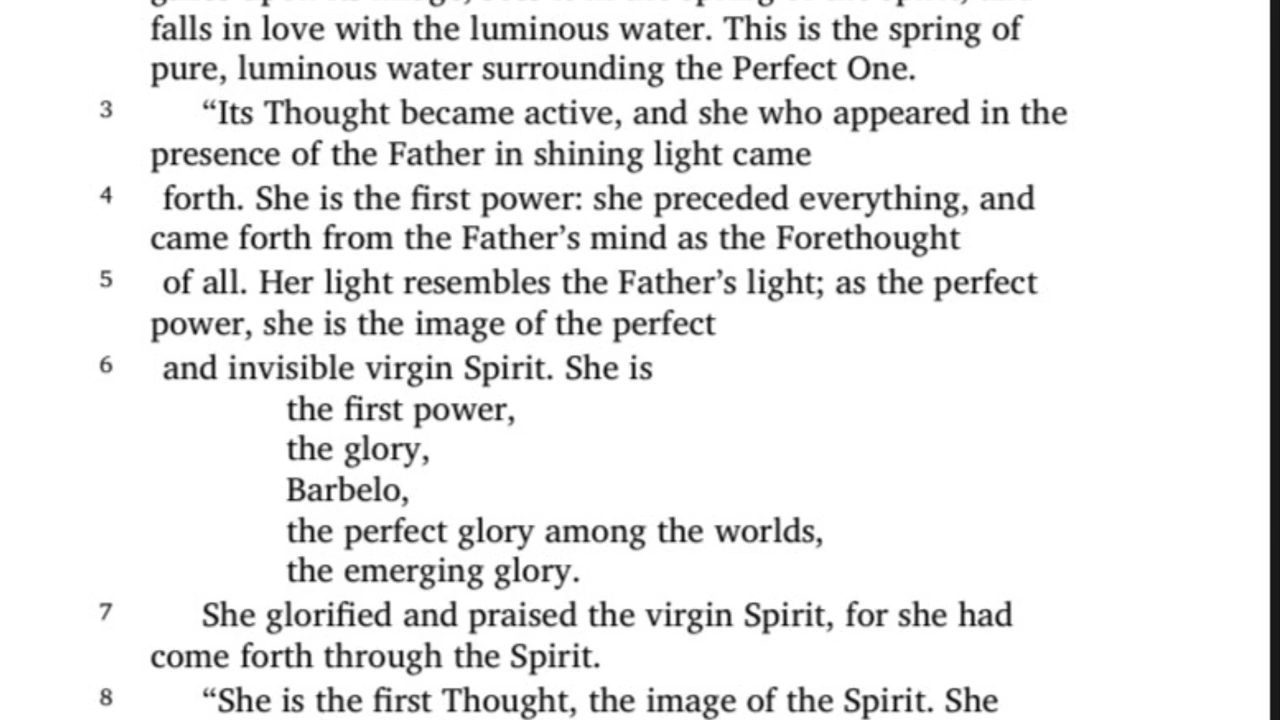 falls in love with the luminous water. This is the spring of
pure, luminous water surrounding the Perfect One.
3 “Its Thought became active, and she who appeared in the
presence of the Father in shining light came
4 forth. She is the first power: she preceded everything, and
came forth from the Father’s mind as the Forethought
5 of all. Her light resembles the Father’s light; as the perfect
power, she is the image of the perfect
6 and invisible virgin Spirit. She is
the first power,
the glory,
Barbelo,
the perfect glory among the worlds,
the emerging glory.
7 She glorified and praised the virgin Spirit, for she had
come forth through the Spirit.
8 “She is the first Thought, the image of the Spirit. She